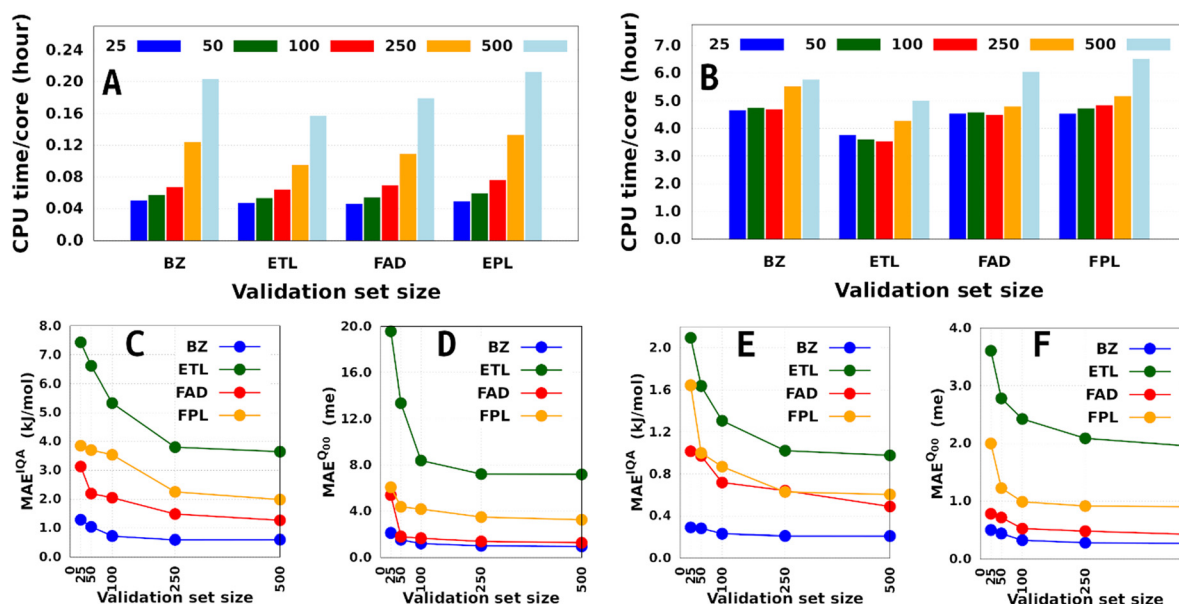 25 50 100 250 500
A
CPU time/core (hour)
0.24
0.20
0.16
0.12
0.08
0.04
0.0
BZ ETL FAD EPL
Validation set size
25 50 100 250 500
B
CPU time/core (hour)
7.0
6.0
5.0
4.0
3.0
2.0
1.0
0.0
BZ ETL FAD FPL
Validation set size
C
BZ
ETL
FAD
FPL
MAE^IQA (kJ/mol)
8.0
7.0
6.0
5.0
4.0
3.0
2.0
1.0
0.0
0 25 50 100 250 500
Validation set size
D
BZ
ETL
FAD
FPL
MAE^Q00 (me)
20.0
16.0
12.0
8.0
4.0
0.0
0 25 50 100 250 500
Validation set size
E
BZ
ETL
FAD
FPL
MAE^IQA (kJ/mol)
2.0
1.6
1.2
0.8
0.4
0.0
0 25 50 100 250 500
Validation set size
F
BZ
ETL
FAD
FPL
MAE^Q00 (me)
4.0
3.0
2.0
1.0
0.0
0 25 50 100 250
Validation set size